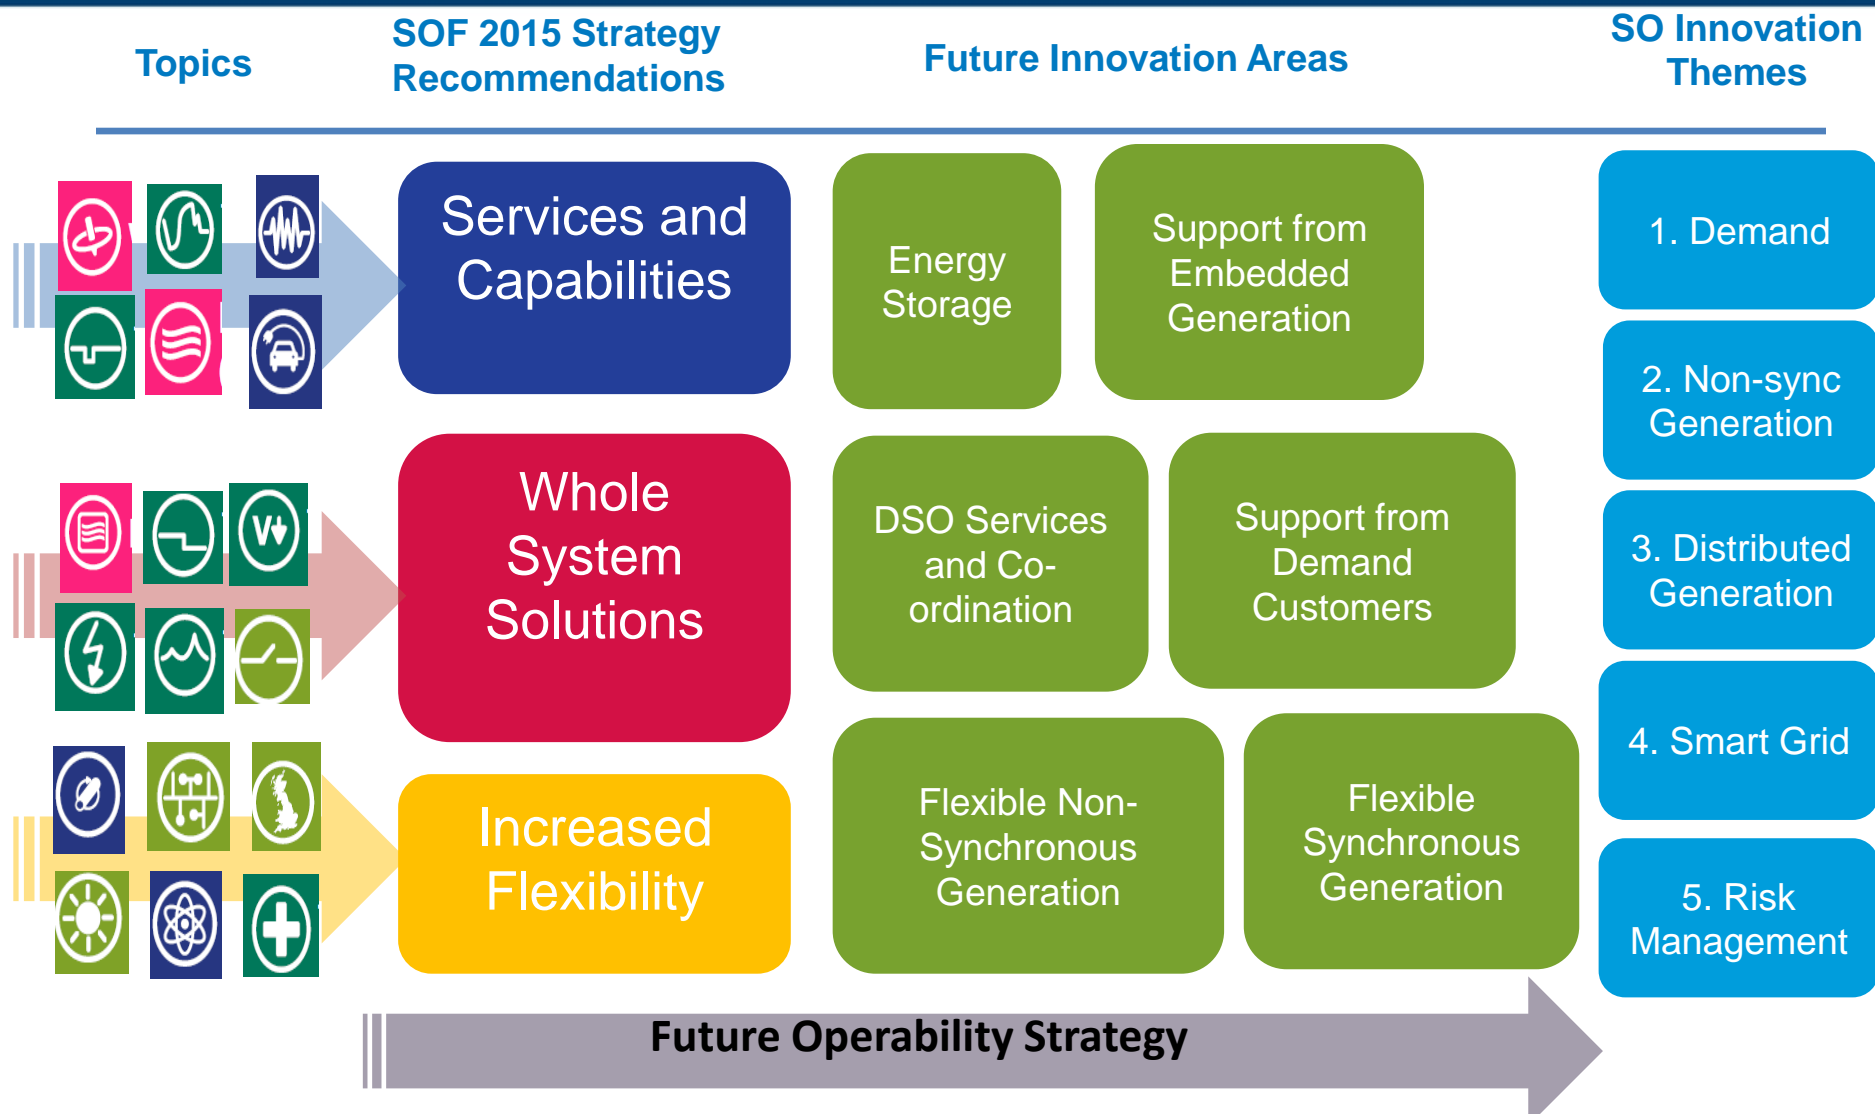 Topics
SOF 2015 Strategy
Recommendations
Future Innovation Areas
SO Innovation
Themes
Services and
Capabilities
Energy
Storage
Support from
Embedded
Generation
1. Demand
2. Non-sync
Generation
V
Whole
System
Solutions
DSO Services
and Co-
ordination
Support from
Demand
Customers
3. Distributed
Generation
4. Smart Grid
Increased
Flexibility
Flexible Non-
Synchronous
Generation
Flexible
Synchronous
Generation
5. Risk
Management
Future Operability Strategy